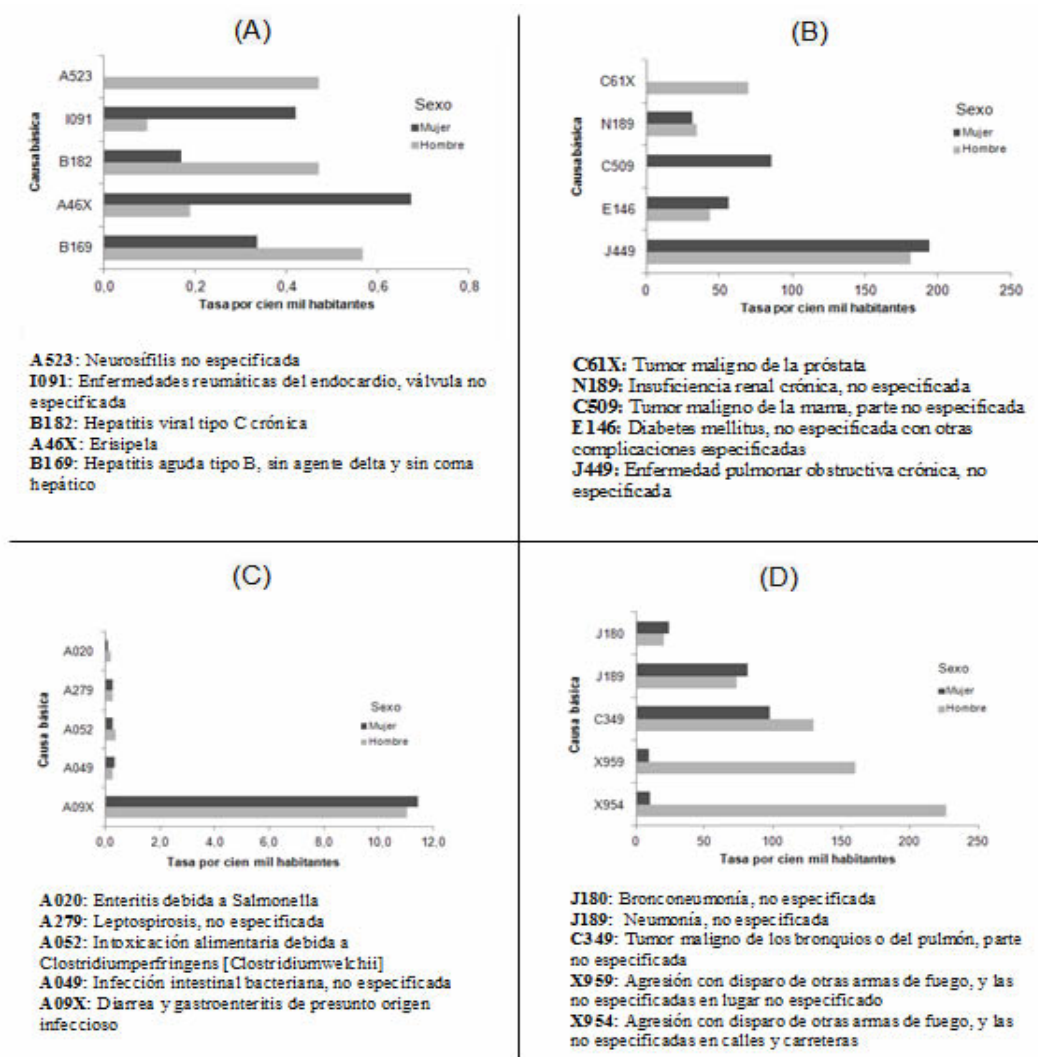 (A)
A523
I091
B182
A46X
B169
Causa básica
Sexo
Mujer
Hombre
0,0 0,2 0,4 0,6 0,8
Tasa por cien mil habitantes
A523: Neurosífilis no especificada
I091: Enfermedades reumáticas del endocardio, válvula no
especificada
B182: Hepatitis viral tipo C crónica
A46X: Erisipela
B169: Hepatitis aguda tipo B, sin agente delta y sin coma
hepático
(B)
C61X
N189
C509
E146
J449
Causa básica
Sexo
Mujer
Hombre
0 50 100 150 200 250
Tasa por cien mil habitantes
C61X: Tumor maligno de la próstata
N189: Insuficiencia renal crónica, no especificada
C509: Tumor maligno de la mama, parte no especificada
E146: Diabetes mellitus, no especificada con otras
complicaciones especificadas
J449: Enfermedad pulmonar obstructiva crónica, no
especificada
(C)
A020
A279
A052
A049
A09X
Causa básica
Sexo
Mujer
Hombre
0,0 2,0 4,0 6,0 8,0 10,0 12,0
Tasa por cien mil habitantes
A020: Enteritis debida a Salmonella
A279: Leptospirosis, no especificada
A052: Intoxicación alimentaria debida a
Clostridiumperfringens [Clostridiumwelchii]
A049: Infección intestinal bacteriana, no especificada
A09X: Diarrea y gastroenteritis de presunto origen
infeccioso
(D)
J180
J189
C349
X959
X954
Causa básica
Sexo
Mujer
Hombre
0 50 100 150 200 250
Tasa por cien mil habitantes
J180: Bronconeumonía, no especificada
J189: Neumonía, no especificada
C349: Tumor maligno de los bronquios o del pulmón, parte
no especificada
X959: Agresión con disparo de otras armas de fuego, y las
no especificadas en lugar no especificado
X954: Agresión con disparo de otras armas de fuego, y las
no especificadas en calles y carreteras